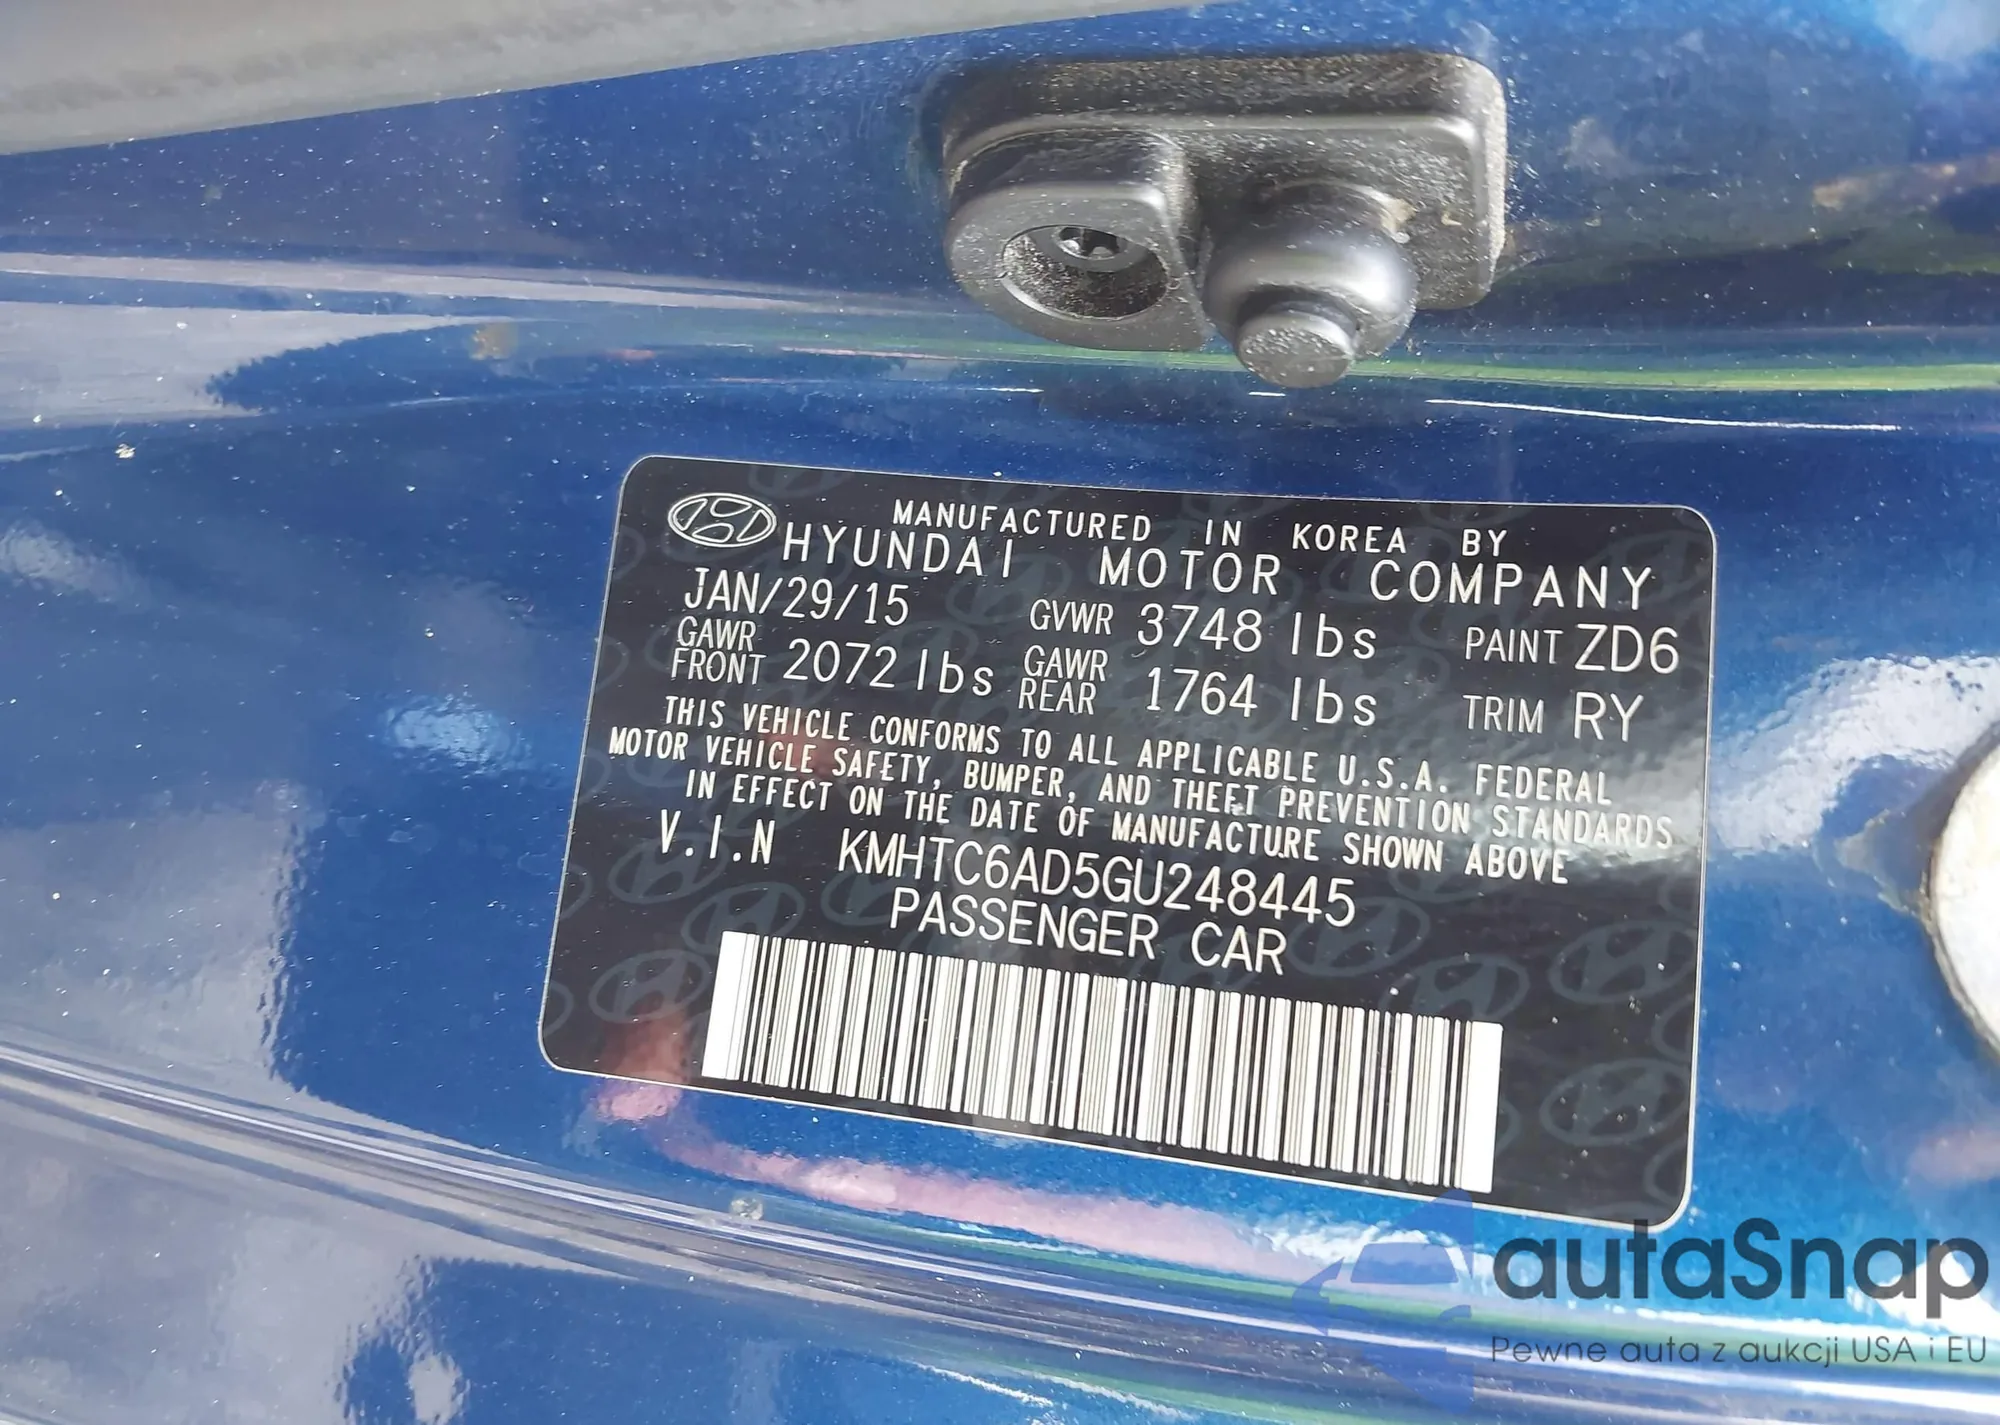 MANUFACTURED IN KOREA BY
HYUNDAI MOTOR COMPANY
JAN/29/15 GVWR 3748 lbs PAINT ZD6
GAWR FRONT 2072 lbs GAWR REAR 1764 lbs TRIM RY
THIS VEHICLE CONFORMS TO ALL APPLICABLE U.S.A. FEDERAL
MOTOR VEHICLE SAFETY, BUMPER, AND THEFT PREVENTION STANDARDS
IN EFFECT ON THE DATE OF MANUFACTURE SHOWN ABOVE
V.I.N KMHTC6AD5GU248445
PASSENGER CAR
autaSnap
Pewne auta z aukcji USA i EU